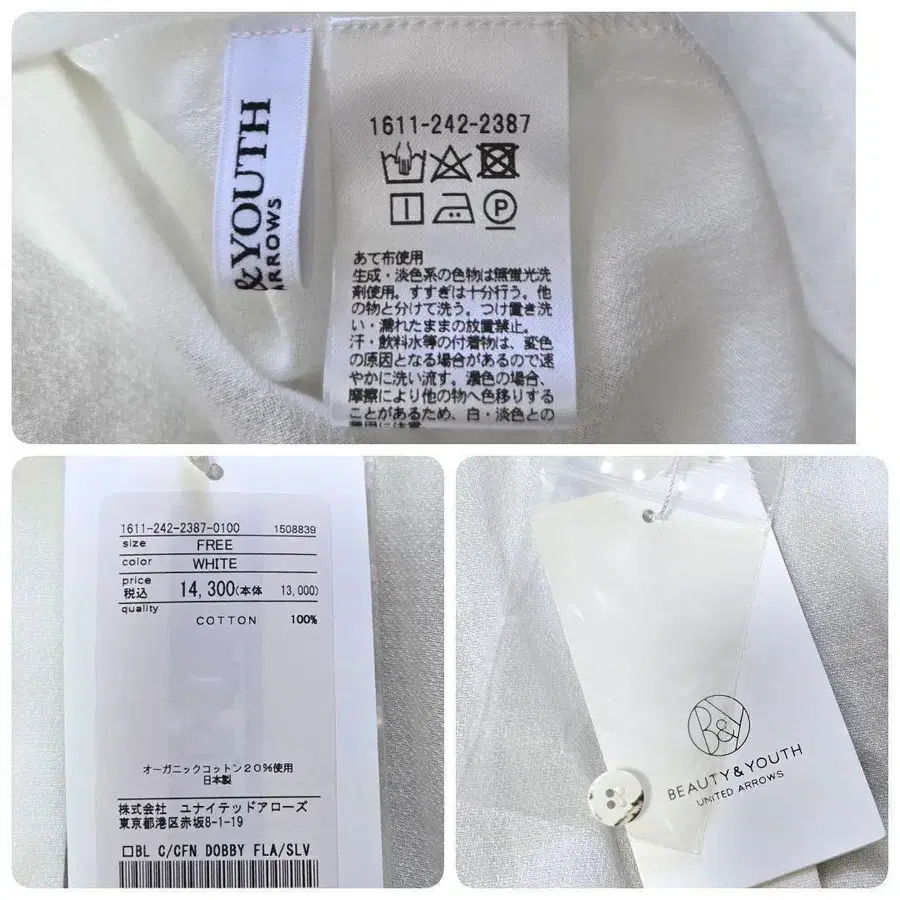 &YOUTH
ARROWS
1611-242-2387
P
あて布使用
生成・淡色系の色物は無蛍光洗
剤使用。すすぎは十分行う。他
の物と分けて洗う。つけ置き洗
い・濡れたままの放置禁止。
汗・飲料水等の付着物は、変色
の原因となる場合があるので速
やかに洗い流す。濃色の場合、
摩擦により他の物へ色移りする
ことがあるため、白・淡色との
着用に注意
1611-242-2387-0100 1508839
size FREE
color WHITE
price
税込 14,300(本体 13,000)
quality
COTTON 100%
オーガニックコットン20%使用
日本製
株式会社 ユナイテッドアローズ
東京都港区赤坂8-1-19
☐BL C/CFN DOBBY FLA/SLV
B&Y
BEAUTY&YOUTH
UNITED ARROWS